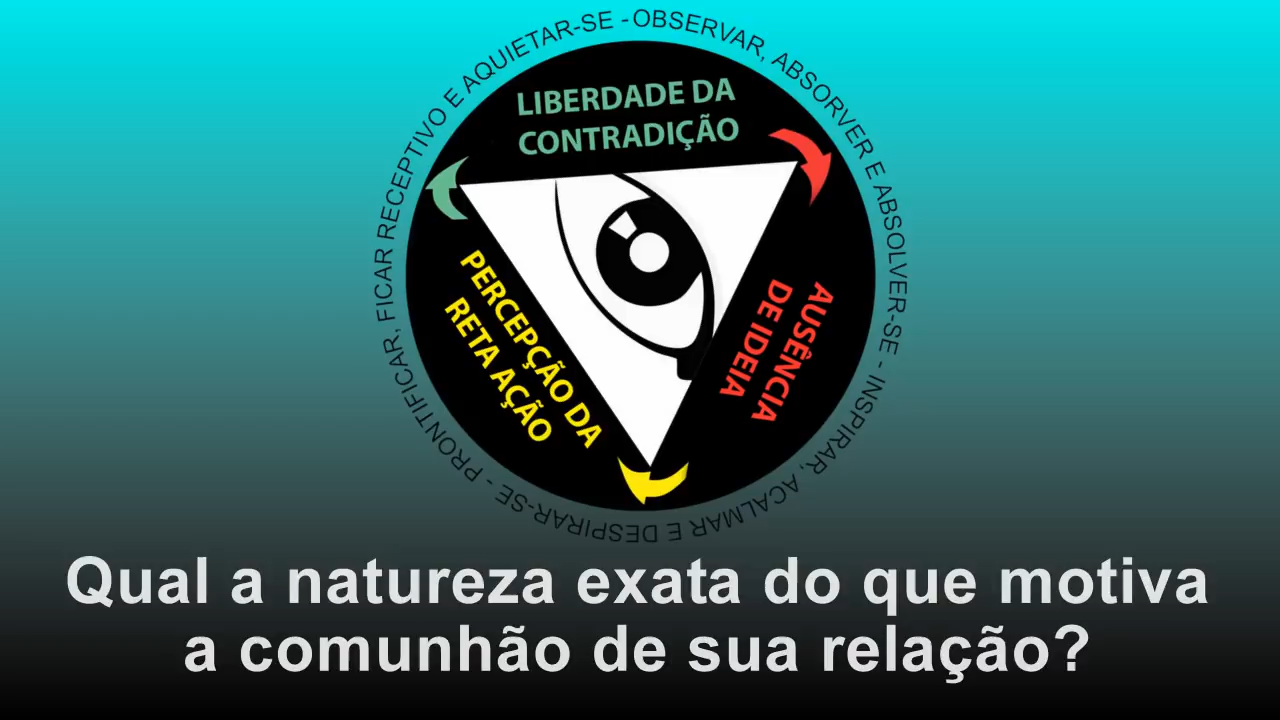 PRONTIFICAR, FICAR RECEPTIVO E AQUIETAR-SE - OBSERVAR, ABSORVER E ABSOLVER-SE - INSPIRAR, ACALMAR E DESPIRAR-SE -
LIBERDADE DA
CONTRADIÇÃO
AUSÊNCIA
DE IDEIA
PERCEPÇÃO DA
RETA AÇÃO
Qual a natureza exata do que motiva
a comunhão de sua relação?